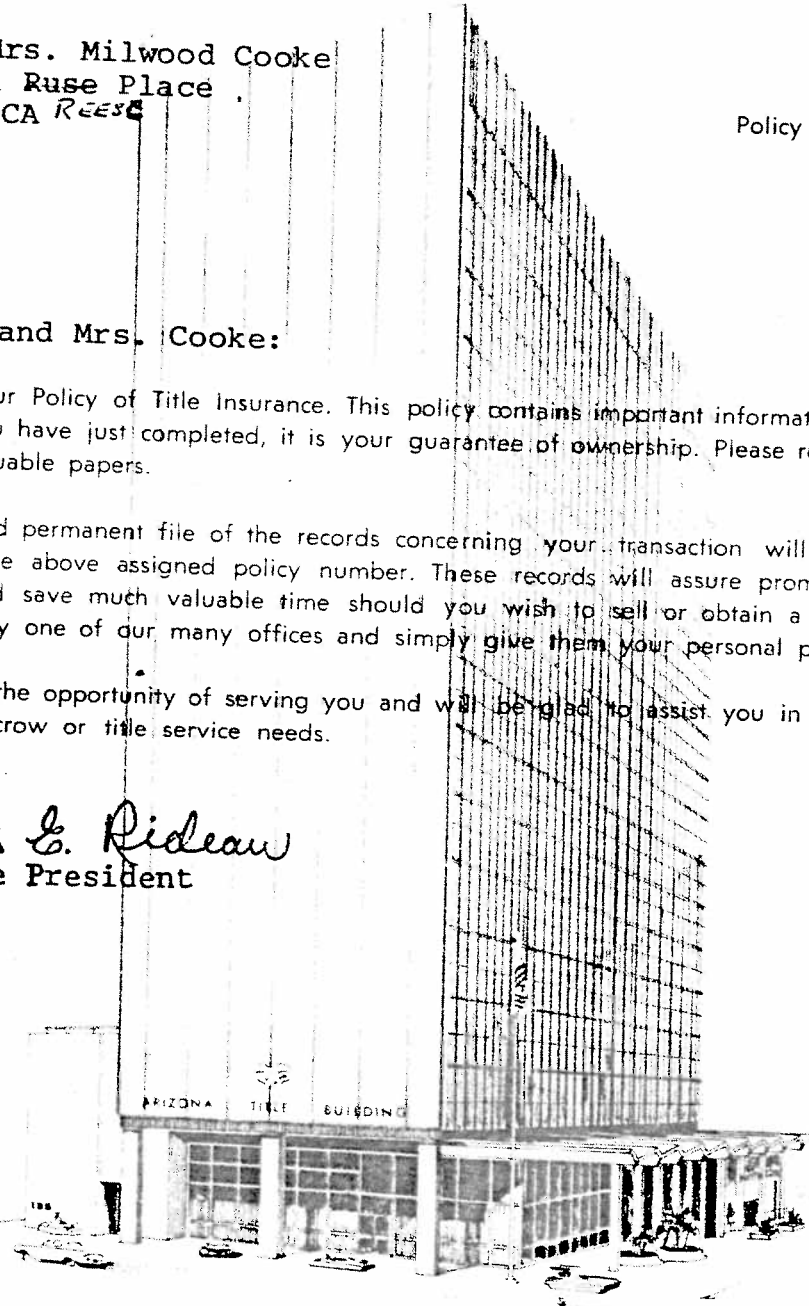 Mrs. Milwood Cooke
Ruse Place
CA REESE
Policy
and Mrs. Cooke:
ur Policy of Title Insurance. This policy contains important informat
u have just completed, it is your guarantee of ownership. Please r
uable papers.
d permanent file of the records concerning your transaction will
e above assigned policy number. These records will assure prom
d save much valuable time should you wish to sell or obtain a
y one of our many offices and simply give them your personal p
the opportunity of serving you and will be glad to assist you in
crow or title service needs.
E. Rideau
e President
ARIZONA TITLE BUILDING